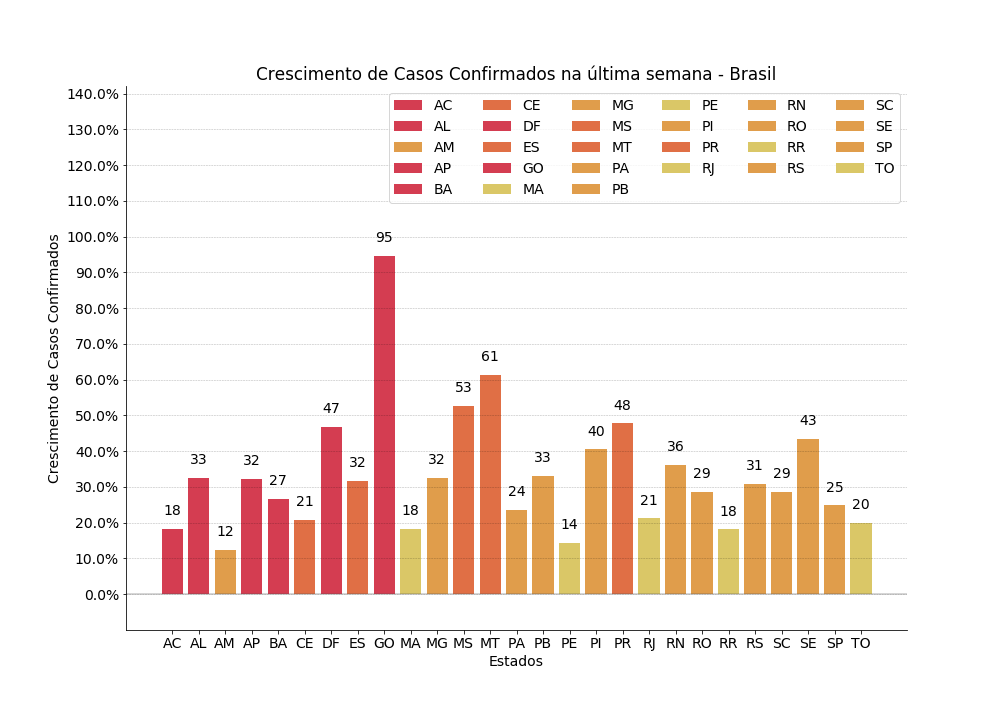 Crescimento de Casos Confirmados na última semana - Brasil
140.0%
130.0%
120.0%
110.0%
100.0%
90.0%
80.0%
70.0%
60.0%
50.0%
40.0%
30.0%
20.0%
10.0%
0.0%
Crescimento de Casos Confirmados
AC CE MG PE RN SC
AL DF MS PI RO SE
AM ES MT PR RR SP
AP GO PA RJ RS TO
BA MA PB
18 33 12 32 27 21 47 32 95 18 32 53 61 24 33 14 40 48 21 36 29 18 31 29 43 25 20
AC AL AM AP BA CE DF ES GO MA MG MS MT PA PB PE PI PR RJ RN RO RR RS SC SE SP TO
Estados